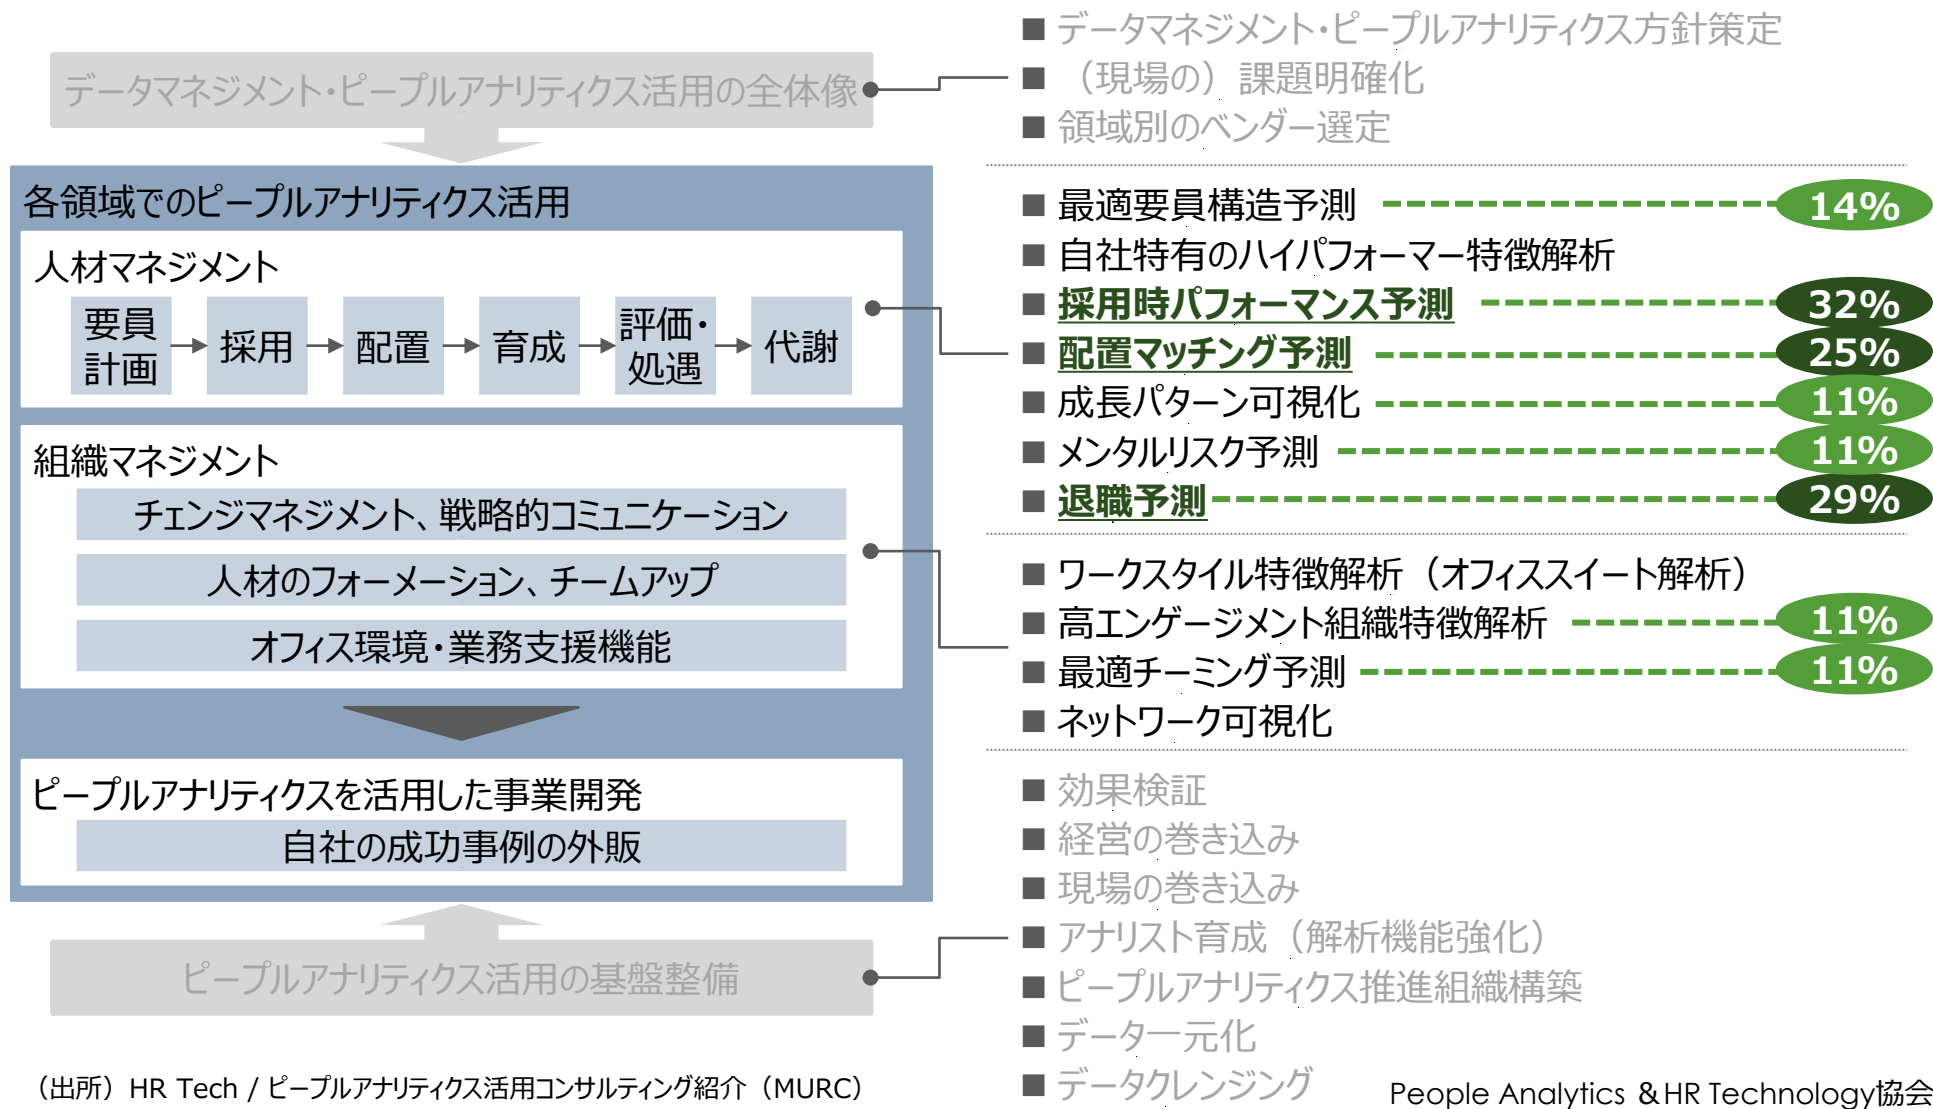 データマネジメント・ピープルアナリティクス活用の全体像
各領域でのピープルアナリティクス活用
人材マネジメント
要員
計画
採用
配置
育成
評価・
処遇
代謝
組織マネジメント
チェンジマネジメント、戦略的コミュニケーション
人材のフォーメーション、チームアップ
オフィス環境・業務支援機能
ピープルアナリティクスを活用した事業開発
自社の成功事例の外販
ピープルアナリティクス活用の基盤整備
■ データマネジメント・ピープルアナリティクス方針策定
■ （現場の）課題明確化
■ 領域別のベンダー選定
■ 最適要員構造予測 14%
■ 自社特有のハイパフォーマー特徴解析
■ 採用時パフォーマンス予測 32%
■ 配置マッチング予測 25%
■ 成長パターン可視化 11%
■ メンタルリスク予測 11%
■ 退職予測 29%
■ ワークスタイル特徴解析（オフィススイート解析）
■ 高エンゲージメント組織特徴解析 11%
■ 最適チーミング予測 11%
■ ネットワーク可視化
■ 効果検証
■ 経営の巻き込み
■ 現場の巻き込み
■ アナリスト育成（解析機能強化）
■ ピープルアナリティクス推進組織構築
■ データ一元化
■ データクレンジング
（出所）HR Tech / ピープルアナリティクス活用コンサルティング紹介（MURC）
People Analytics ＆HR Technology協会